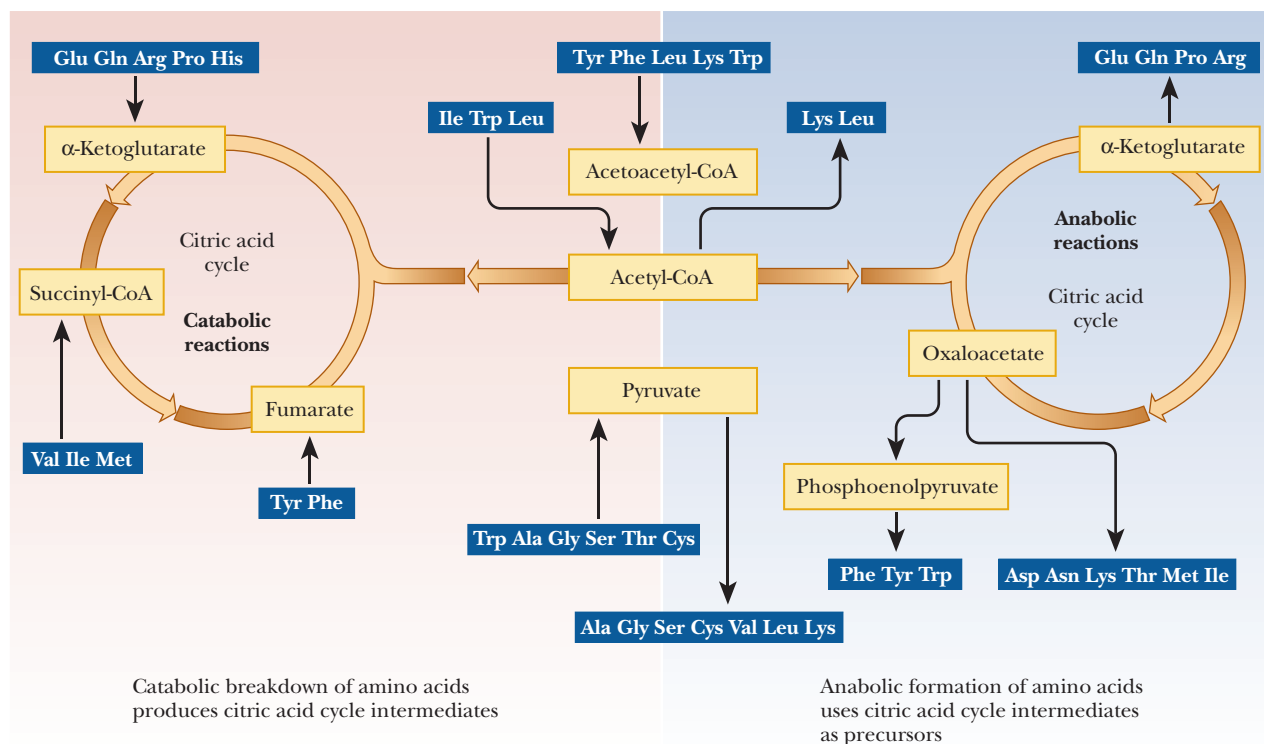 Glu Gln Arg Pro His
Tyr Phe Leu Lys Trp
Glu Gln Pro Arg
Ile Trp Leu
Lys Leu
α-Ketoglutarate
Acetoacetyl-CoA
α-Ketoglutarate
Citric acid
cycle
Anabolic
reactions
Succinyl-CoA
Acetyl-CoA
Citric acid
cycle
Catabolic
reactions
Oxaloacetate
Fumarate
Pyruvate
Val Ile Met
Phosphoenolpyruvate
Tyr Phe
Trp Ala Gly Ser Thr Cys
Phe Tyr Trp
Asp Asn Lys Thr Met Ile
Ala Gly Ser Cys Val Leu Lys
Catabolic breakdown of amino acids
produces citric acid cycle intermediates
Anabolic formation of amino acids
uses citric acid cycle intermediates
as precursors